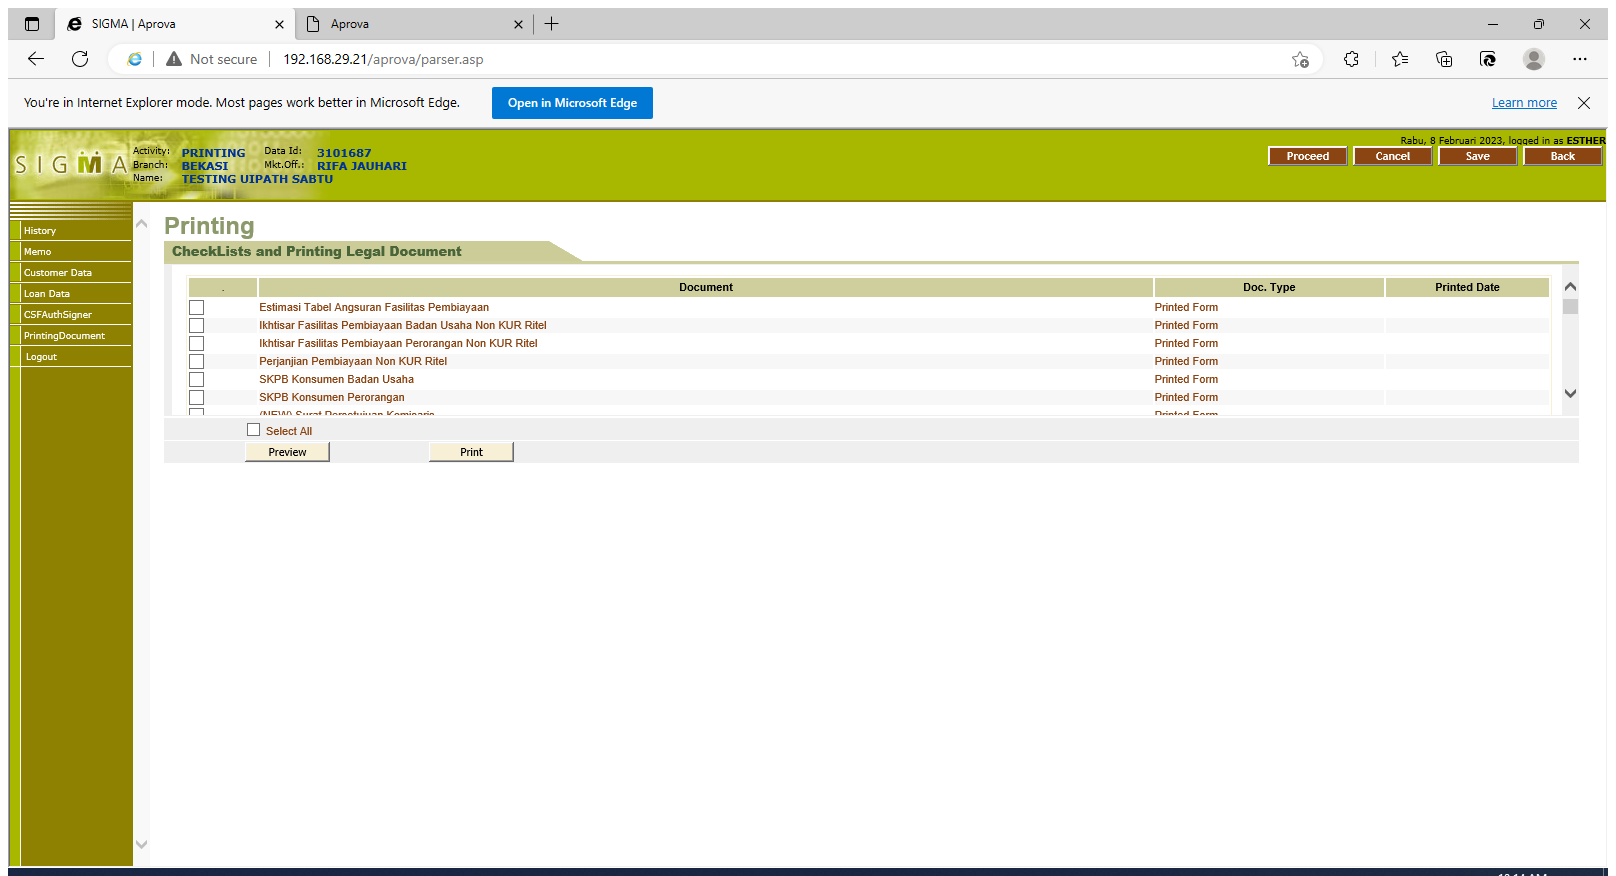 SIGMA | Aprova
Aprova
Not secure
192.168.29.21/aprova/parser.asp
You're in Internet Explorer mode. Most pages work better in Microsoft Edge.
Open in Microsoft Edge
Learn more
Rabu, 8 Februari 2023, logged in as ESTHER
SIGMA
Activity: PRINTING Data Id: 3101687
Branch: BEKASI Mkt.Off.: RIFA JAUHARI
Name: TESTING UIPATH SABTU
Proceed Cancel Save Back
History
Memo
Customer Data
Loan Data
CSFAuthSigner
PrintingDocument
Logout
Printing
CheckLists and Printing Legal Document
. Document Doc. Type Printed Date
Estimasi Tabel Angsuran Fasilitas Pembiayaan Printed Form
Ikhtisar Fasilitas Pembiayaan Badan Usaha Non KUR Ritel Printed Form
Ikhtisar Fasilitas Pembiayaan Perorangan Non KUR Ritel Printed Form
Perjanjian Pembiayaan Non KUR Ritel Printed Form
SKPB Konsumen Badan Usaha Printed Form
SKPB Konsumen Perorangan Printed Form
(NEW) Surat Persetujuan Komisaris Printed Form
Select All
Preview Print